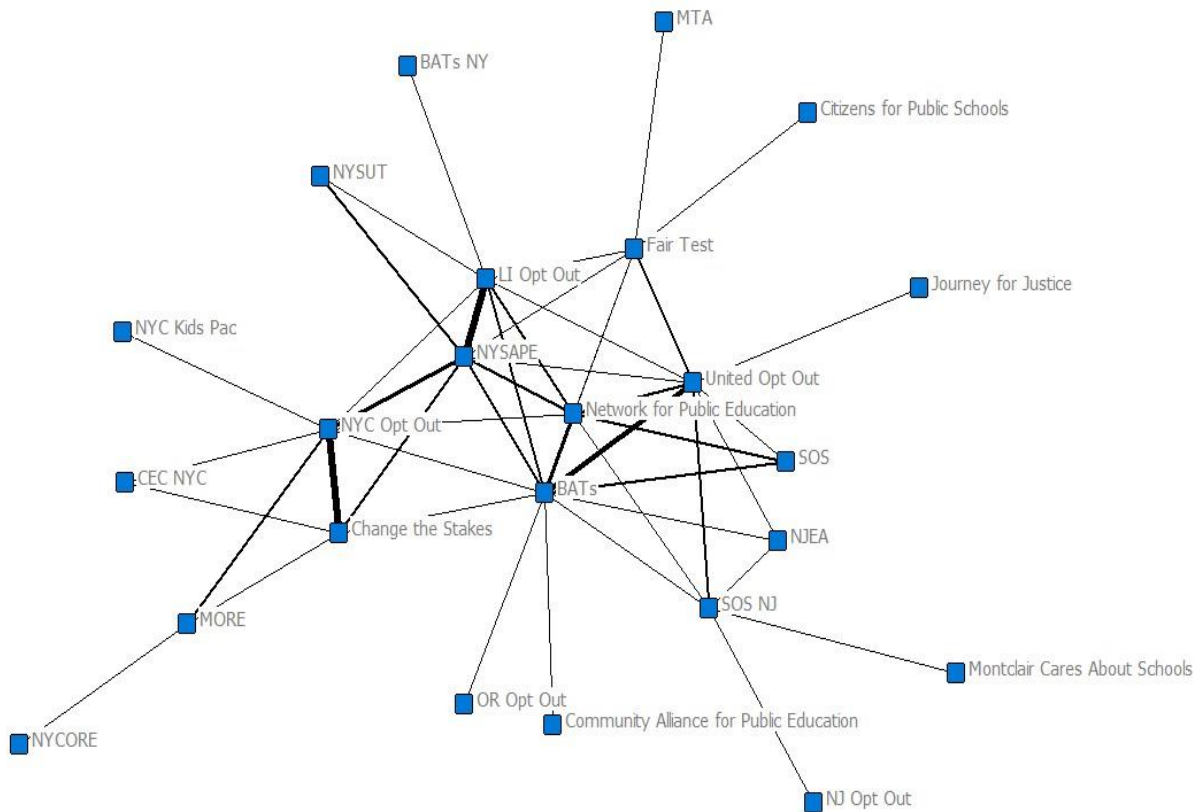 MTA
BATs NY
Citizens for Public Schools
NYSUT
Fair Test
LI Opt Out
Journey for Justice
NYC Kids Pac
NYSAPE
United Opt Out
Network for Public Education
NYC Opt Out
SOS
CEC NYC
BATs
Change the Stakes
NJEA
SOS NJ
MORE
Montclair Cares About Schools
OR Opt Out
Community Alliance for Public Education
NYCORE
NJ Opt Out